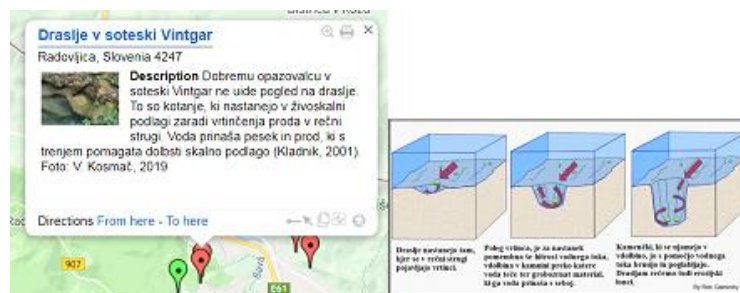 Draslje v soteski Vintgar
Radovljica, Slovenia 4247
Description Dobremu opazovalcu v
soteski Vintgar ne uide pogled na draslje.
To so kotanje, ki nastanejo v živoskalni
podlagi zaradi vrtinčenja proda v rečni
strugi. Voda prinaša pesek in prod, ki s
trenjem pomagata dolbsti skalno podlago (Kladnik, 2001).
Foto: V. Kosmač, 2019
Directions From here - To here
907
Sava
E61
Draslje nastanejo tam,
kjer se v rečni strugi
pojavljajo vrtinci.
Poleg vrtinca, je za nastanek
pomembna še hitrost vodnega toka,
vdolbina v kamnini preko katere
voda teče ter grobozrnat material,
ki ga voda prinaša s seboj.
Kamenčki, ki se ujamejo v
vdolbino, jo s pomočjo vodnega
toka brusijo in poglabljajo.
Drasljam rečemo tudi erozijski
lonci.